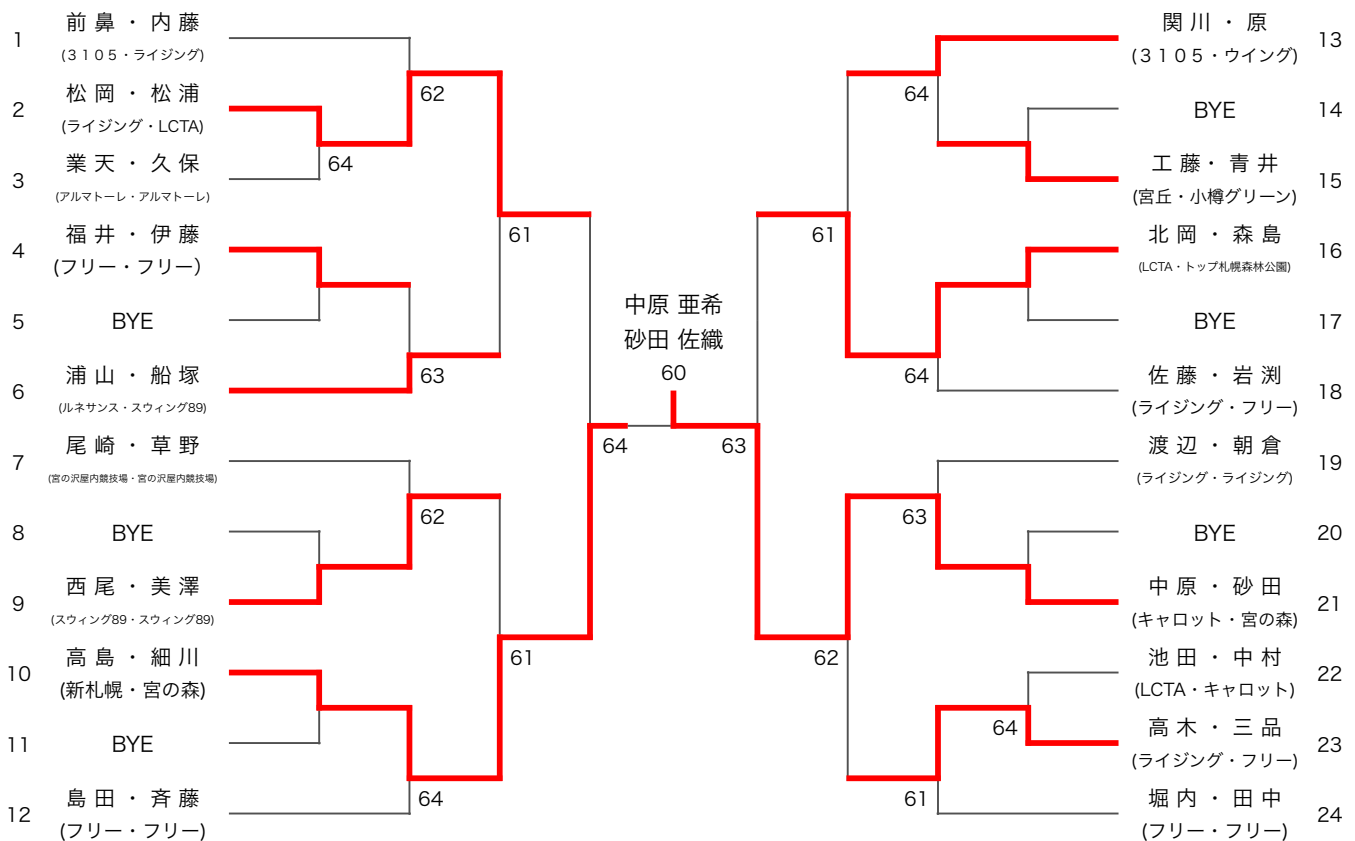 1
前 鼻 ・ 内 藤
(３１０５・ライジング)
2
松 岡 ・ 松 浦
(ライジング・LCTA)
3
業 天 ・ 久 保
(アルマトーレ・アルマトーレ)
4
福 井 ・ 伊 藤
(フリー・フリー）
5
BYE
6
浦 山 ・ 船 塚
(ルネサンス・スウィング89)
7
尾 崎 ・ 草 野
(宮の沢屋内競技場・宮の沢屋内競技場)
8
BYE
9
西 尾 ・ 美 澤
(スウィング89・スウィング89)
10
高 島 ・ 細 川
(新札幌・宮の森)
11
BYE
12
島 田 ・ 斉 藤
(フリー・フリー)
62
64
61
63
62
61
64
64
中原 亜希
砂田 佐織
60
63
64
61
64
63
62
64
61
関 川 ・ 原
(３１０５・ウイング)
13
BYE
14
工 藤・ 青 井
(宮丘・小樽グリーン)
15
北 岡 ・ 森 島
(LCTA・トップ札幌森林公園)
16
BYE
17
佐 藤 ・ 岩 渕
(ライジング・フリー)
18
渡 辺 ・ 朝 倉
(ライジング・ライジング)
19
BYE
20
中 原 ・ 砂 田
(キャロット・宮の森)
21
池 田 ・ 中 村
(LCTA・キャロット)
22
高 木 ・ 三 品
(ライジング・フリー)
23
堀 内 ・ 田 中
(フリー・フリー)
24